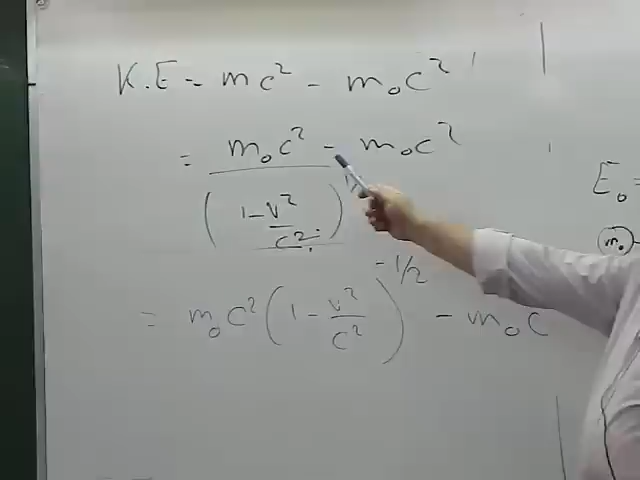 K.E = mc² - m₀c²
= m₀c² / (1 - v²/c²) - m₀c²
= m₀c² (1 - v²/c²)^-1/2 - m₀c
E₀ =
m₀